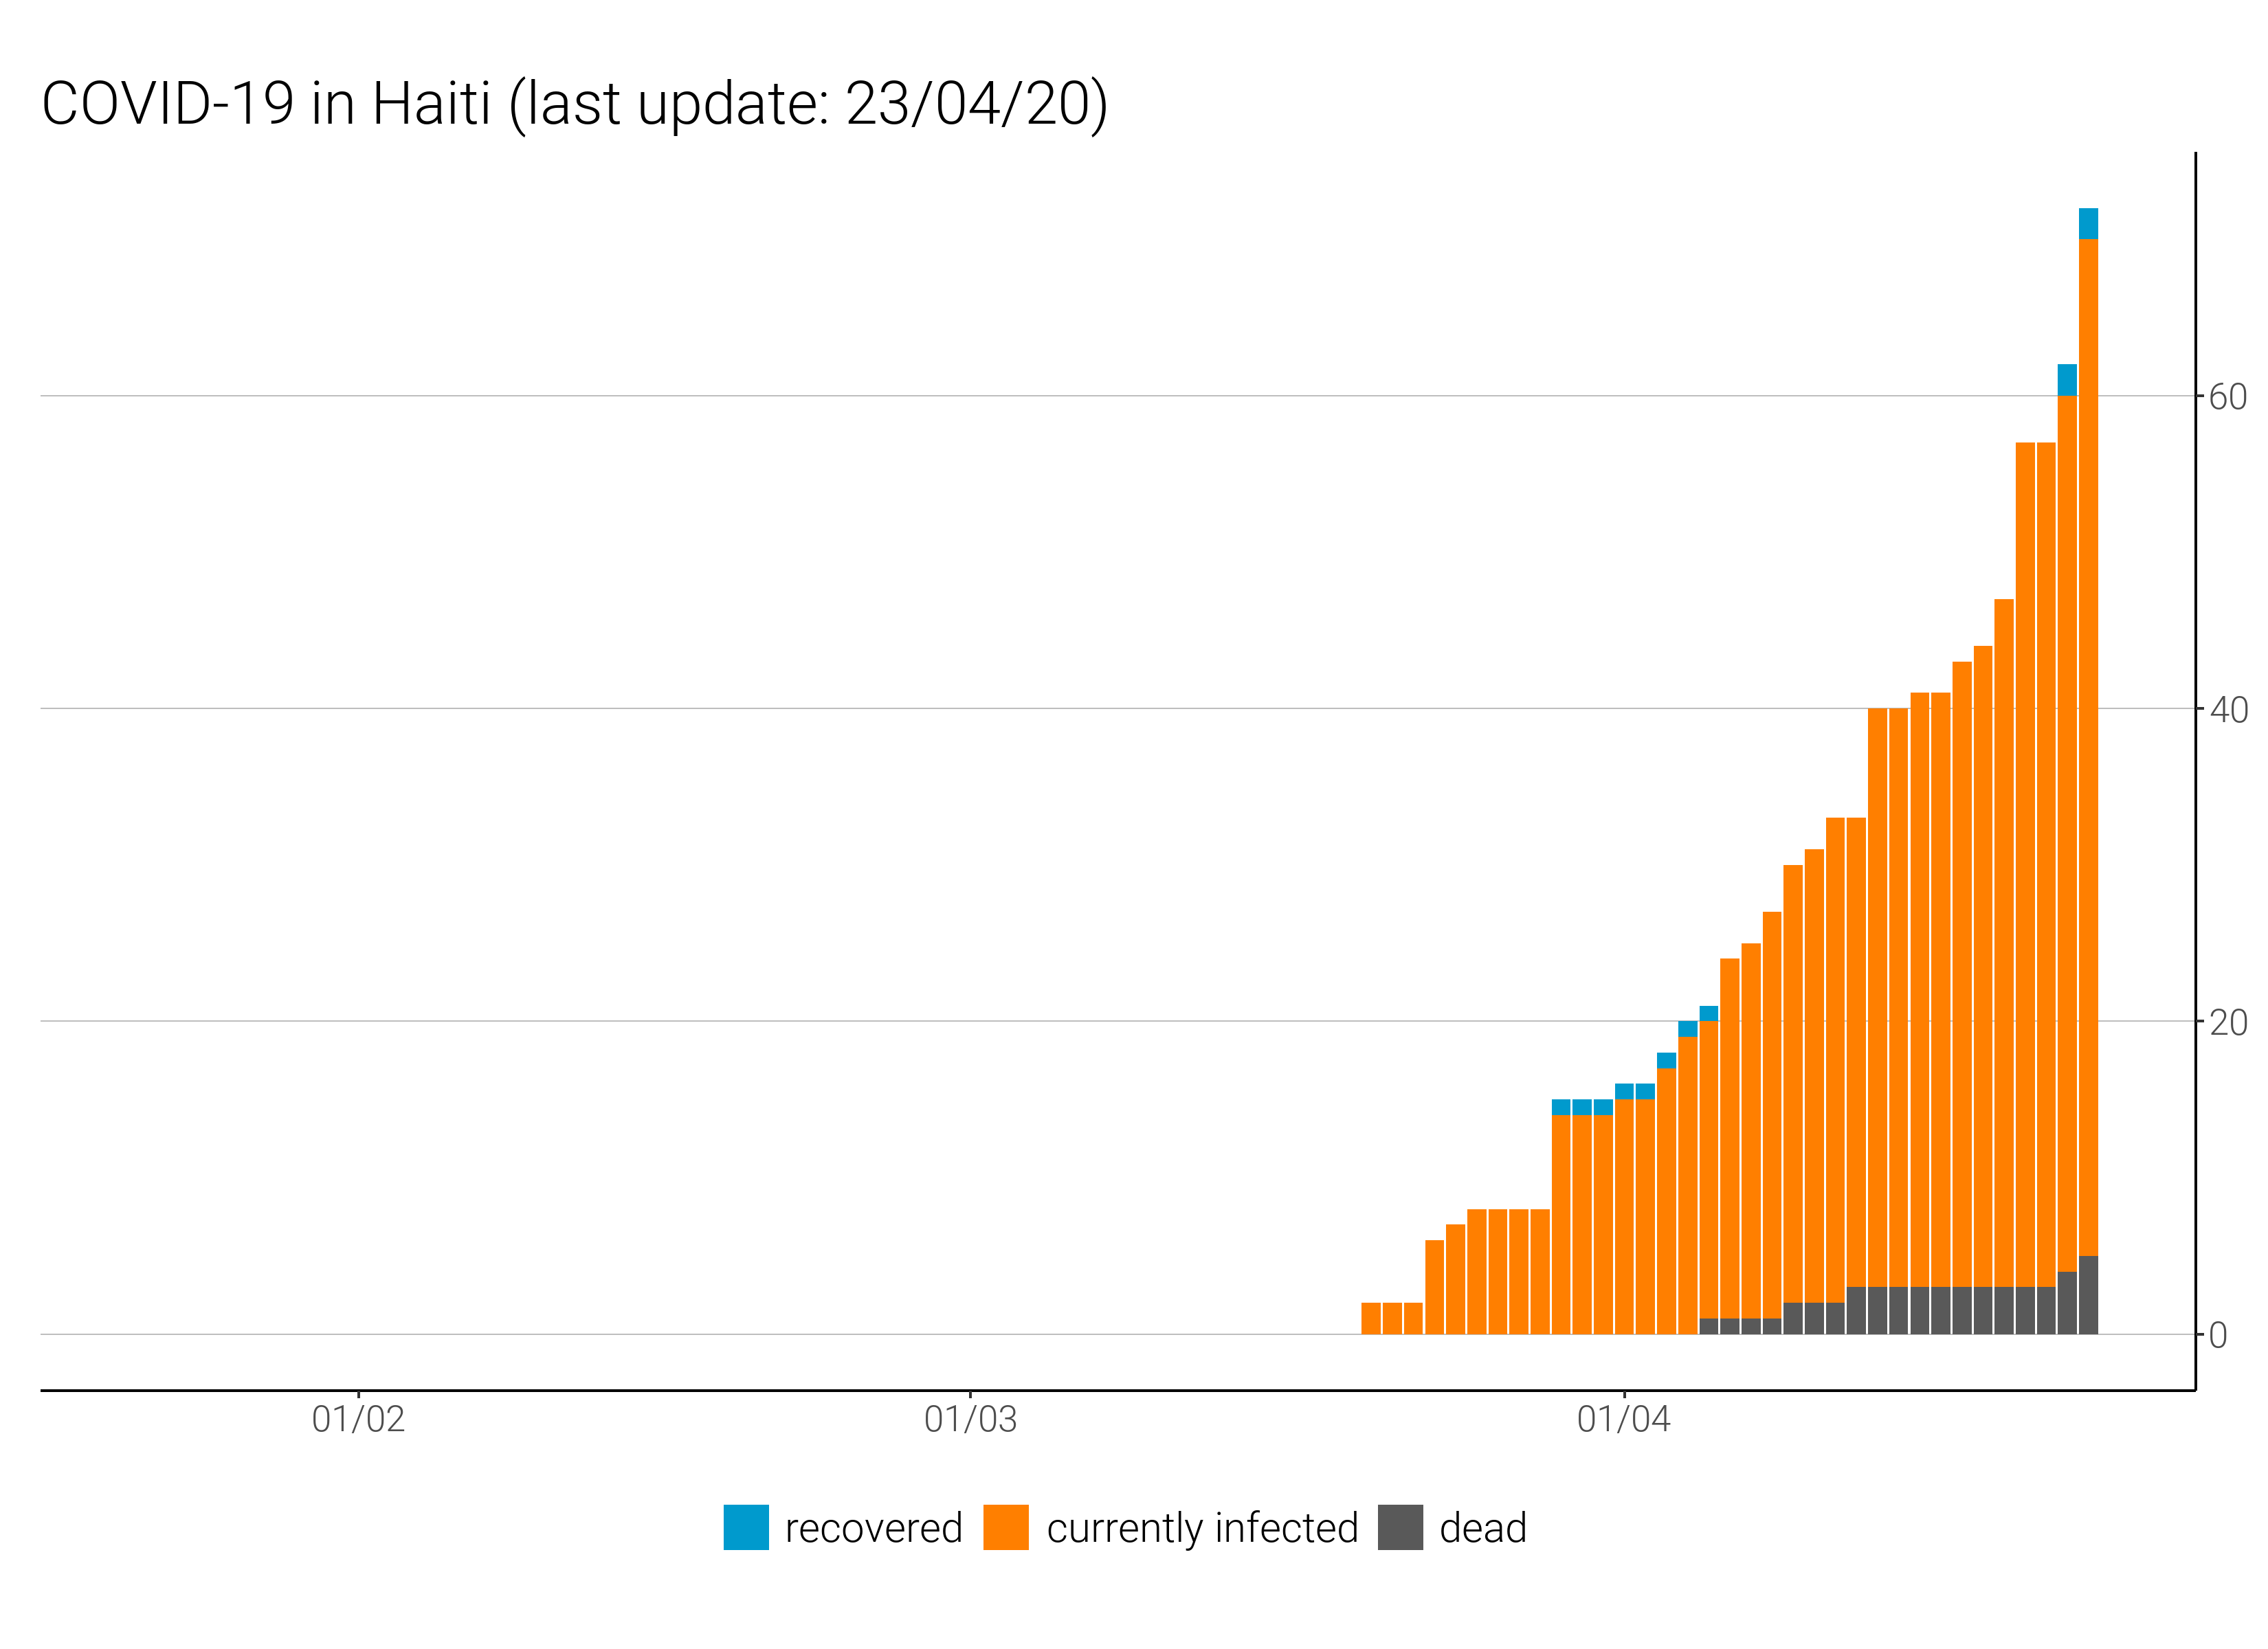 COVID-19 in Haiti (last update: 23/04/20)
60
40
20
0
01/02 01/03 01/04
recovered currently infected dead